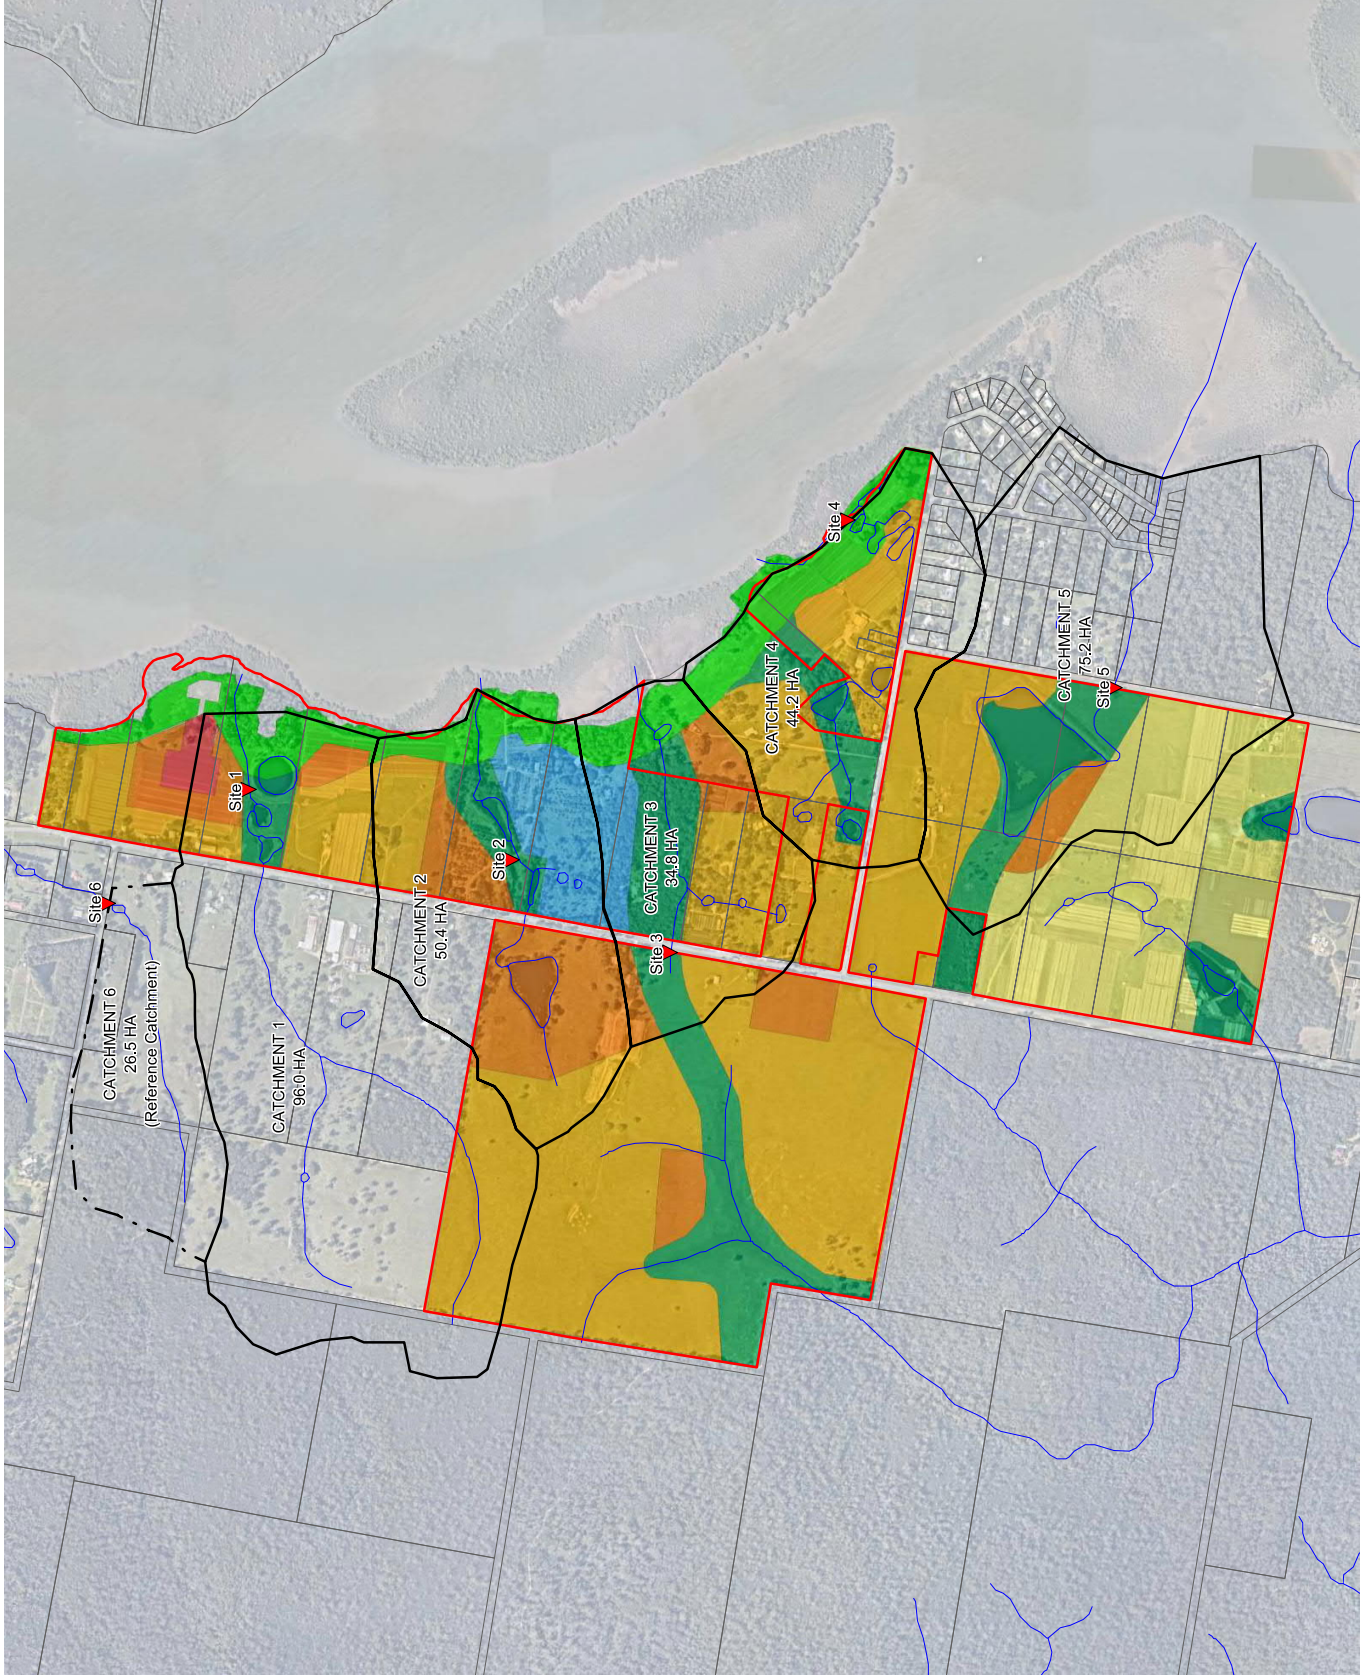 Site 6
CATCHMENT 6
26.5 HA
(Reference Catchment)
Site 1
CATCHMENT 1
96.0 HA
CATCHMENT 2
50.4 HA
Site 2
CATCHMENT 3
34.8 HA
Site 3
CATCHMENT 4
44.2 HA
Site 4
CATCHMENT 5
75.2 HA
Site 5